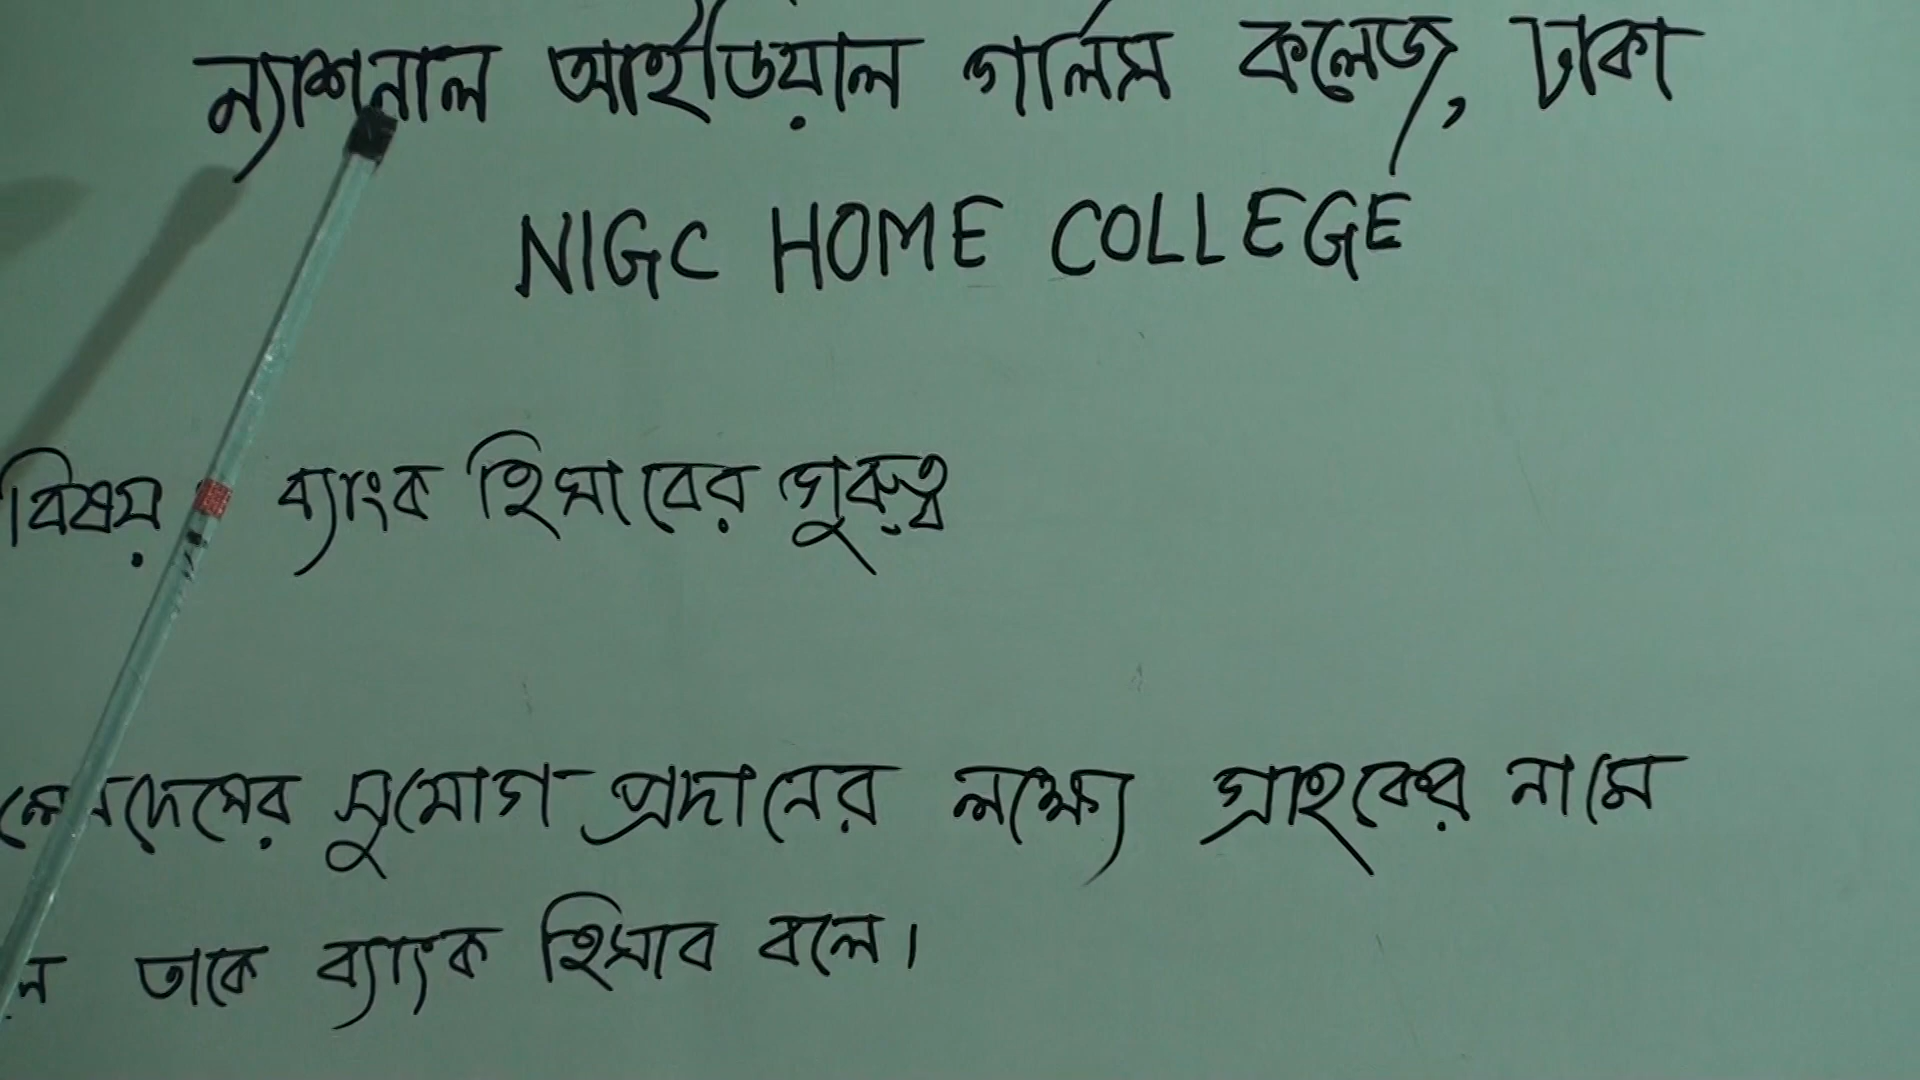 ন্যাশনাল আইডিয়াল গার্লস কলেজ, ঢাকা
NIGC HOME COLLEGE
বিষয় ব্যাংক হিসাবের গুরুত্ব
লেনদেনের সুযোগ প্রদানের লক্ষ্যে গ্রাহকের নামে
তাকে ব্যাংক হিসাব বলে।